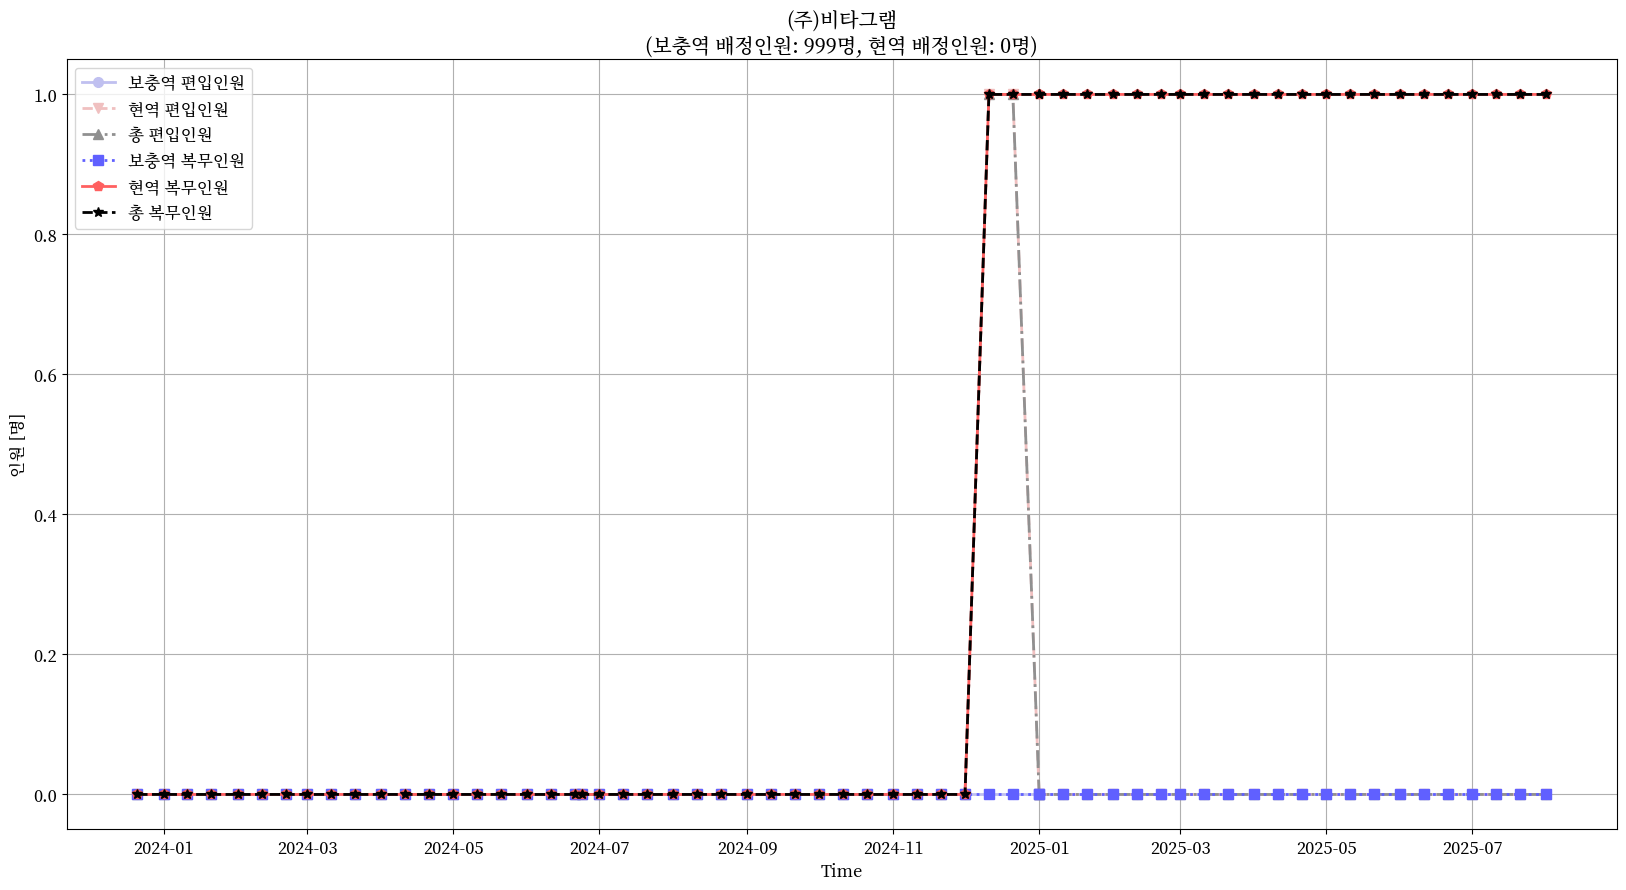 (주)비타그램
(보충역 배정인원: 999명, 현역 배정인원: 0명)
보충역 편입인원
현역 편입인원
총 편입인원
보충역 복무인원
현역 복무인원
총 복무인원
인원 [명]
1.0
0.8
0.6
0.4
0.2
0.0
2024-01
2024-03
2024-05
2024-07
2024-09
2024-11
2025-01
2025-03
2025-05
2025-07
Time